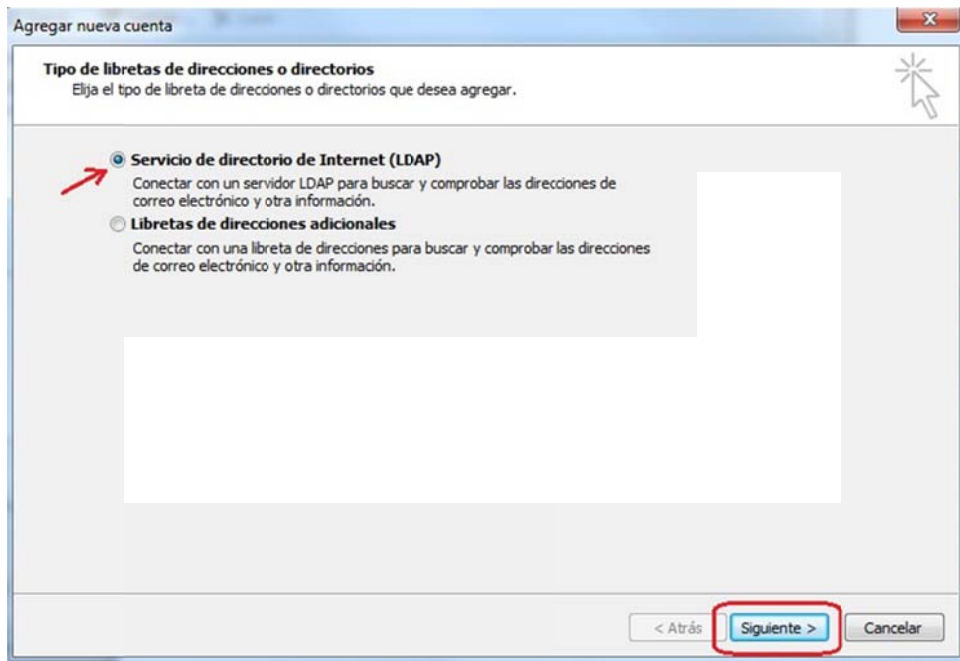 Agregar nueva cuenta
Tipo de libretas de direcciones o directorios
Elija el tipo de libreta de direcciones o directorios que desea agregar.
Servicio de directorio de Internet (LDAP)
Conectar con un servidor LDAP para buscar y comprobar las direcciones de
correo electrónico y otra información.
Libretas de direcciones adicionales
Conectar con una libreta de direcciones para buscar y comprobar las direcciones
de correo electrónico y otra información.
< Atrás
Siguiente >
Cancelar